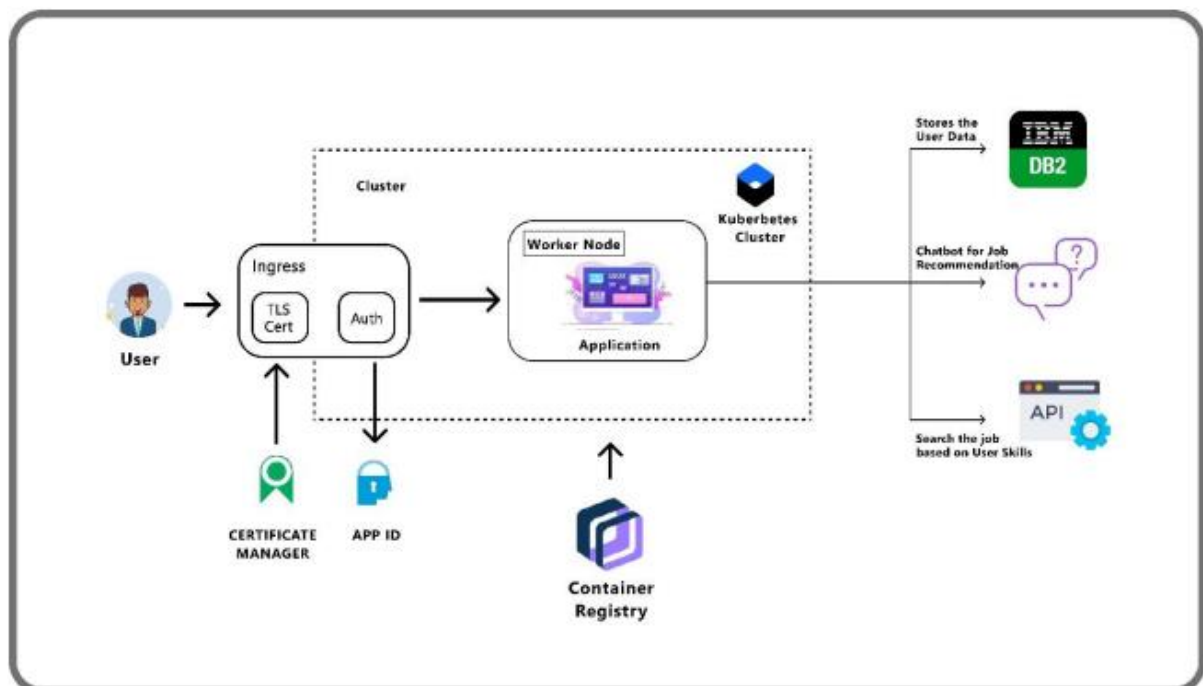 Stores the
User Data
IBM
DB2
Cluster
Kuberbetes
Cluster
Worker Node
Chatbot for Job
Recommendation
?
Ingress
TLS
Cert
Auth
Application
User
API
Search the job
based on User Skills
CERTIFICATE
MANAGER
APP ID
Container
Registry